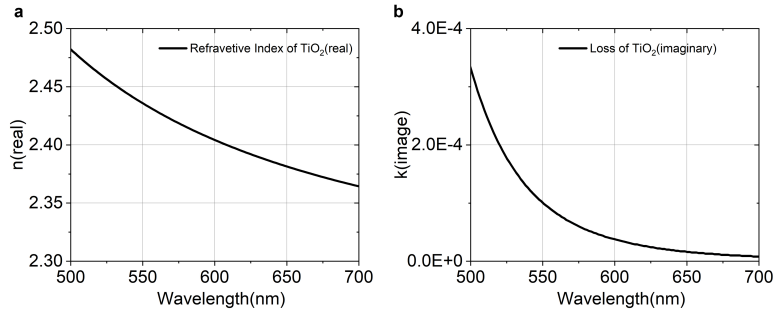 a
2.50
2.45
2.40
2.35
2.30
n(real)
Refravetive Index of TiO₂(real)
500
550
600
650
700
Wavelength(nm)
b
4.0E-4
2.0E-4
0.0E+0
k(image)
Loss of TiO₂(imaginary)
500
550
600
650
700
Wavelength(nm)